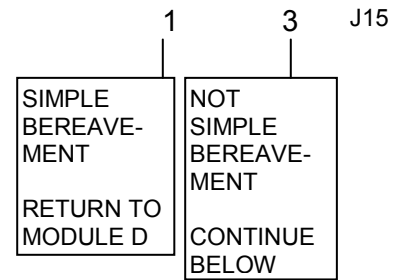 1 3 J15
SIMPLE
BEREAVE-
MENT
RETURN TO
MODULE D
NOT
SIMPLE
BEREAVE-
MENT
CONTINUE
BELOW